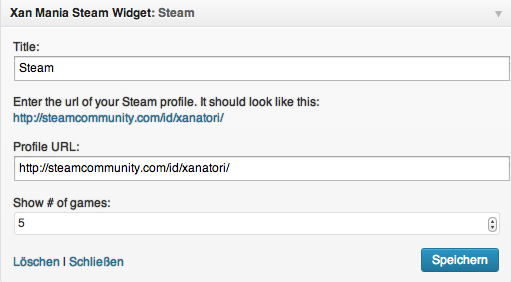 Xan Mania Steam Widget: Steam
Title:
Steam
Enter the url of your Steam profile. It should look like this:
http://steamcommunity.com/id/xanatori/
Profile URL:
http://steamcommunity.com/id/xanatori/
Show # of games:
5
Löschen | Schließen
Speichern